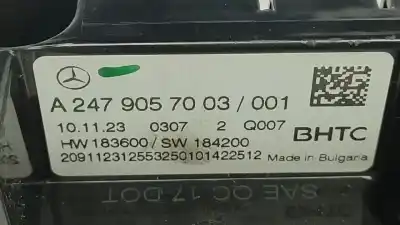 A 247 905 70 03 / 001
10.11.23 0307 2 Q007
BHTC
HW 183600 / SW 184200
20911231255325010142251​2
Made in Bulgaria
SAE QC 17 DOT